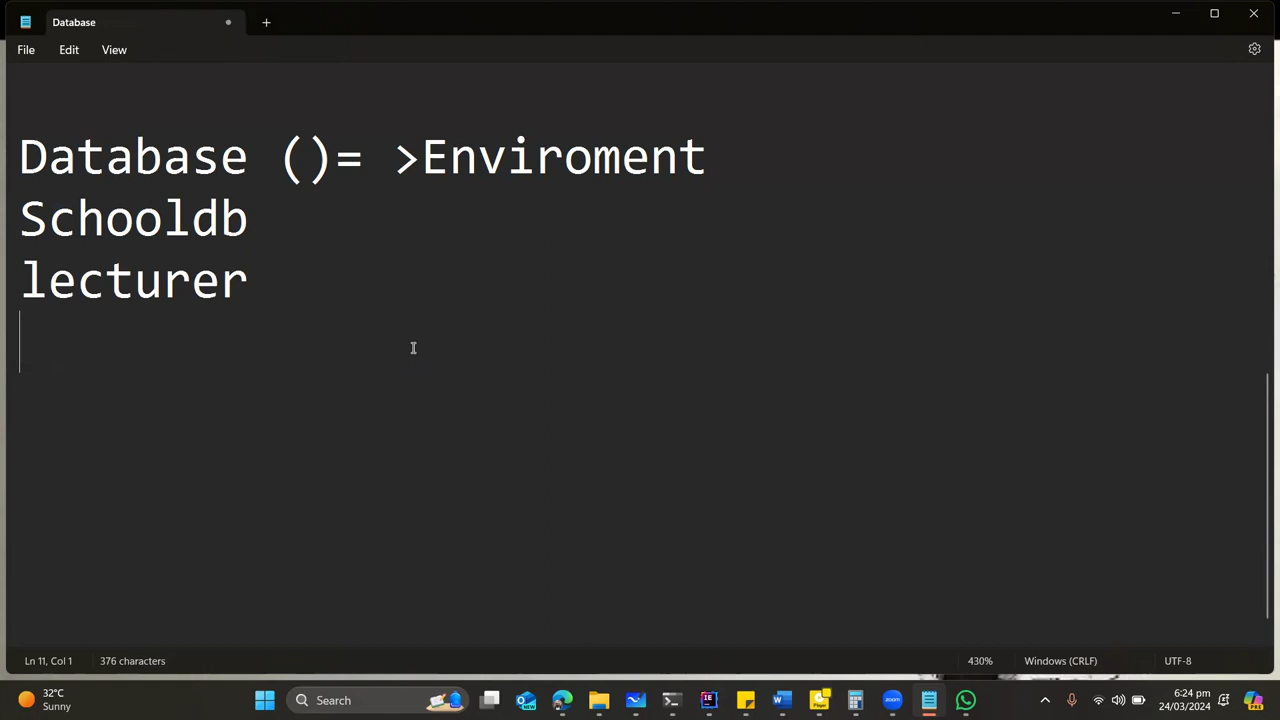 Database
File
Edit
View
Database ()= >Enviroment
Schooldb
lecturer
Ln 11, Col 1
376 characters
430%
Windows (CRLF)
UTF-8
32°C
Sunny
Search
6:24 pm
24/03/2024